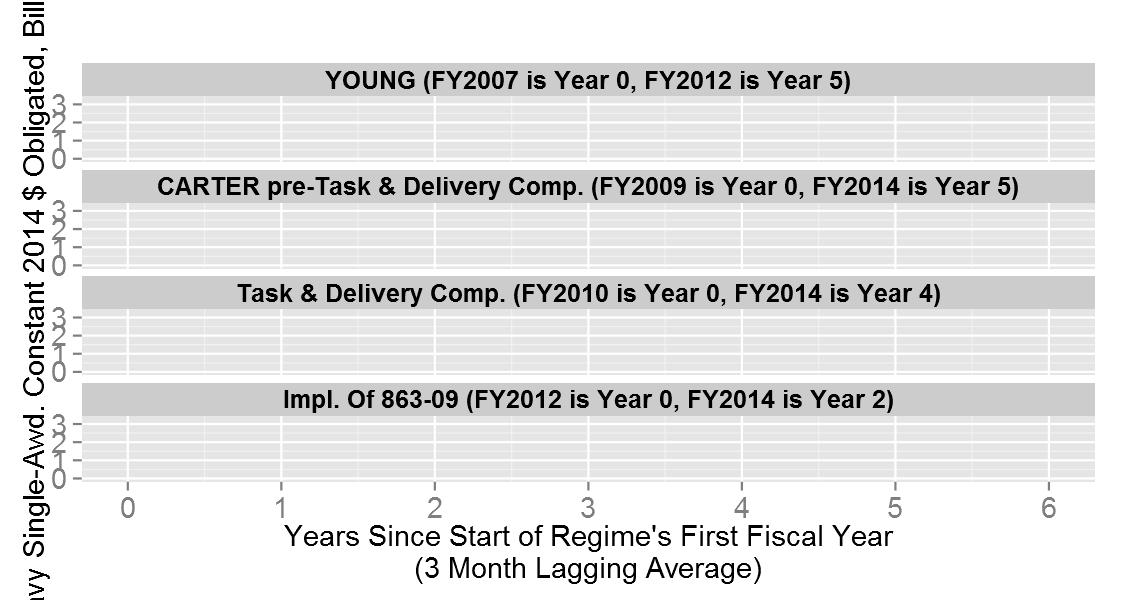 avy Single-Awd. Constant 2014 $ Obligated, Bill
YOUNG (FY2007 is Year 0, FY2012 is Year 5)
3
2
1
0
CARTER pre-Task & Delivery Comp. (FY2009 is Year 0, FY2014 is Year 5)
3
2
1
0
Task & Delivery Comp. (FY2010 is Year 0, FY2014 is Year 4)
3
2
1
0
Impl. Of 863-09 (FY2012 is Year 0, FY2014 is Year 2)
3
2
1
0
0 1 2 3 4 5 6
Years Since Start of Regime's First Fiscal Year
(3 Month Lagging Average)